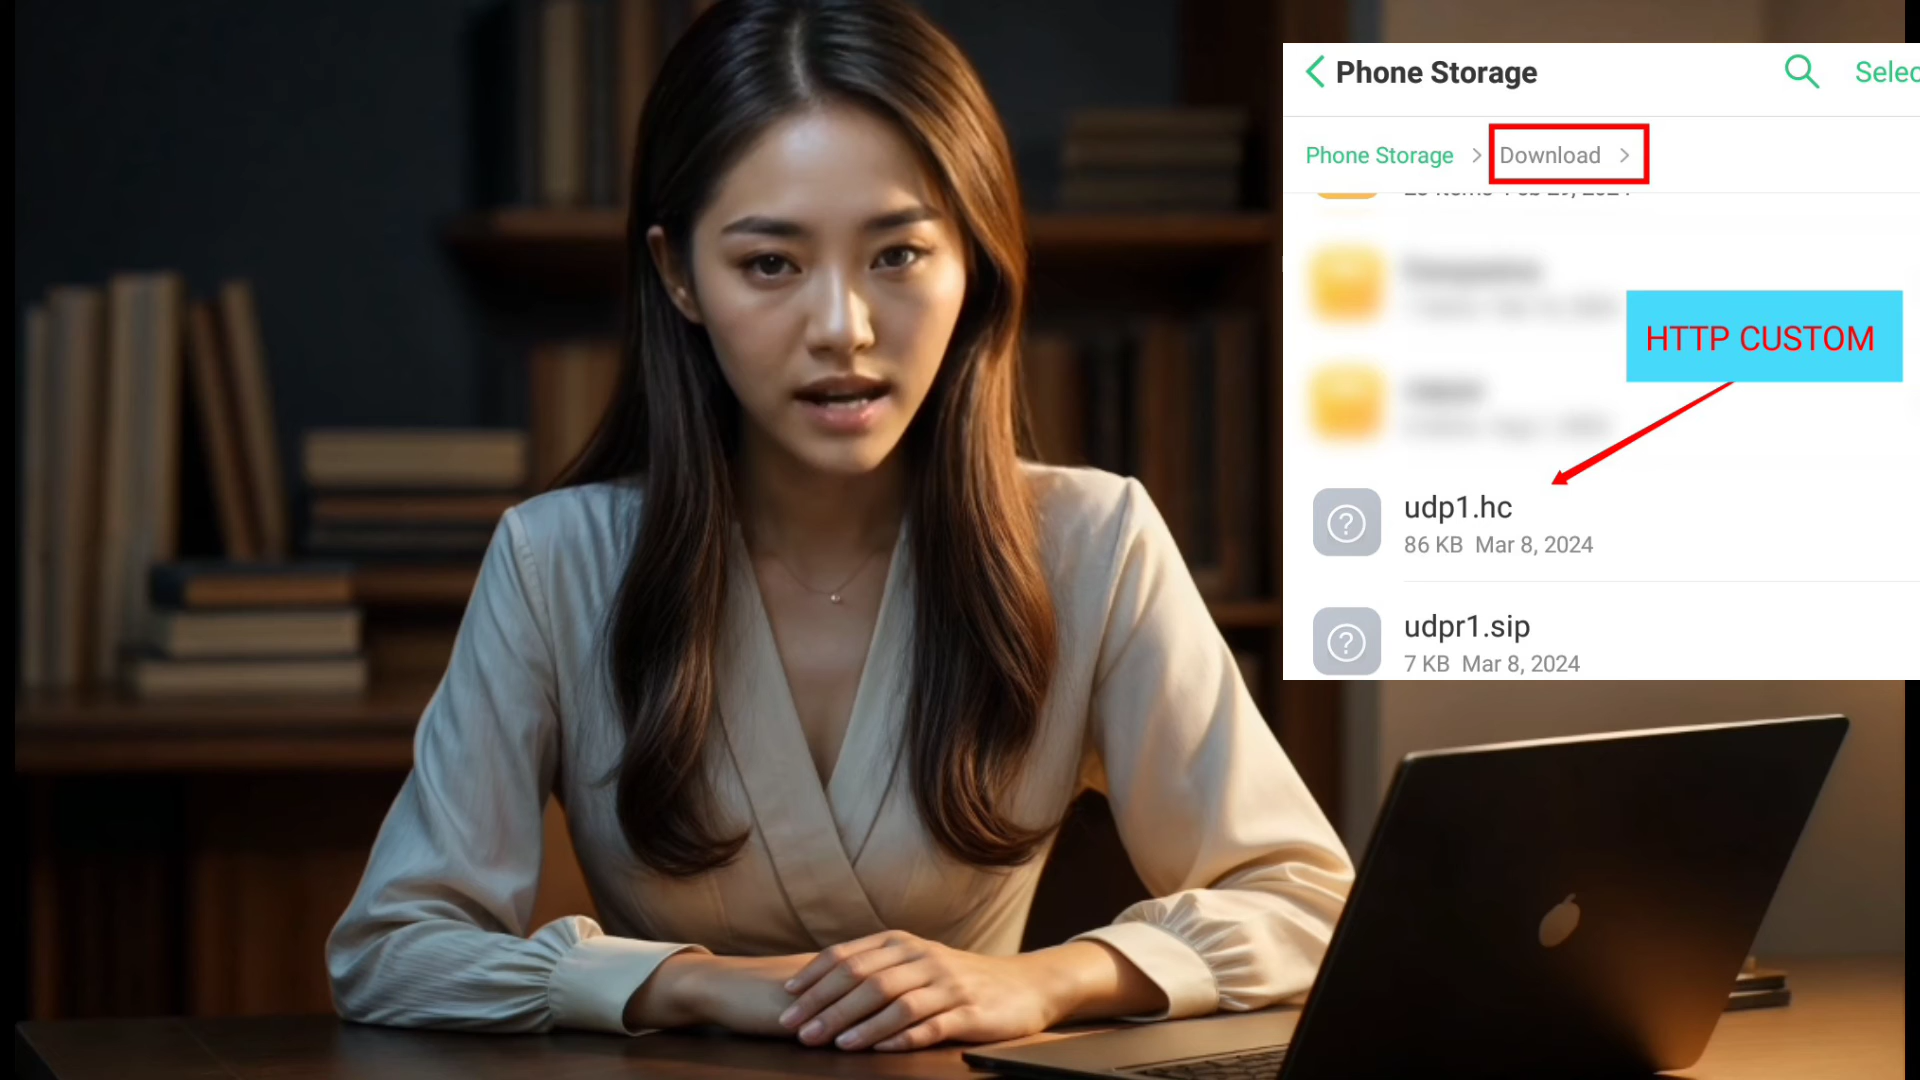 Phone Storage
Phone Storage > Download >
HTTP CUSTOM
udp1.hc
86 KB Mar 8, 2024
udpr1.sip
7 KB Mar 8, 2024